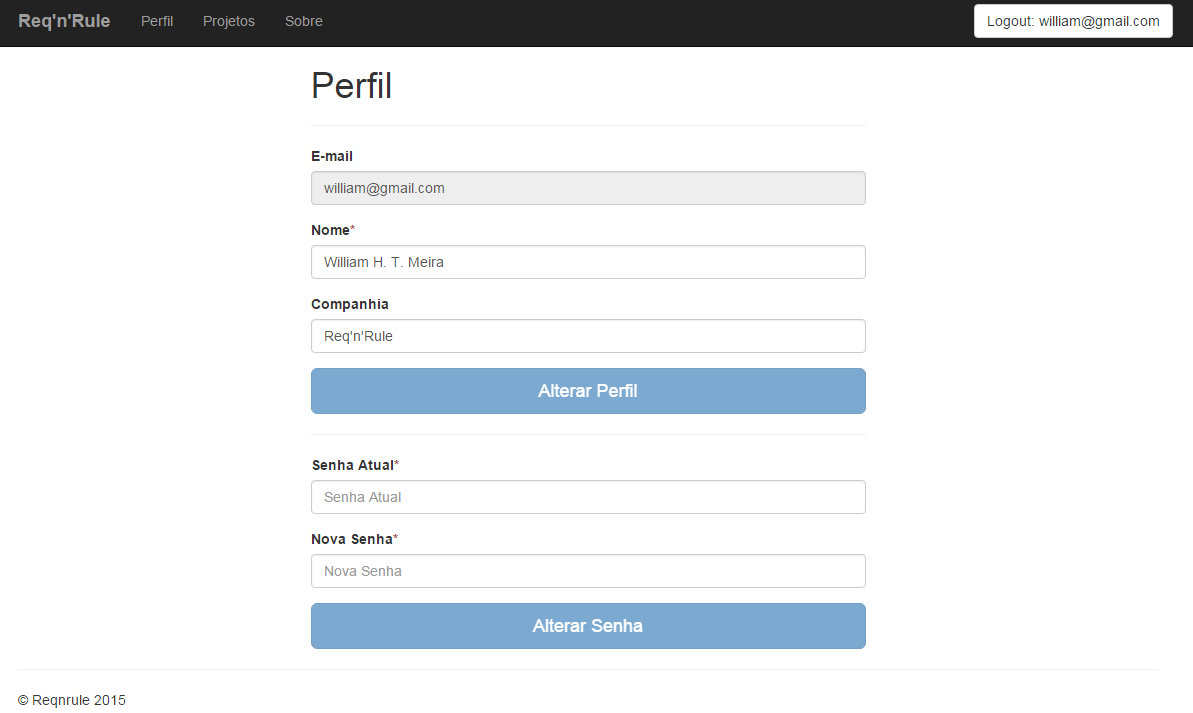 Req'n'Rule Perfil Projetos Sobre Logout: william@gmail.com
Perfil
E-mail
william@gmail.com
Nome*
William H. T. Meira
Companhia
Req'n'Rule
Alterar Perfil
Senha Atual*
Senha Atual
Nova Senha*
Nova Senha
Alterar Senha
© Reqnrule 2015